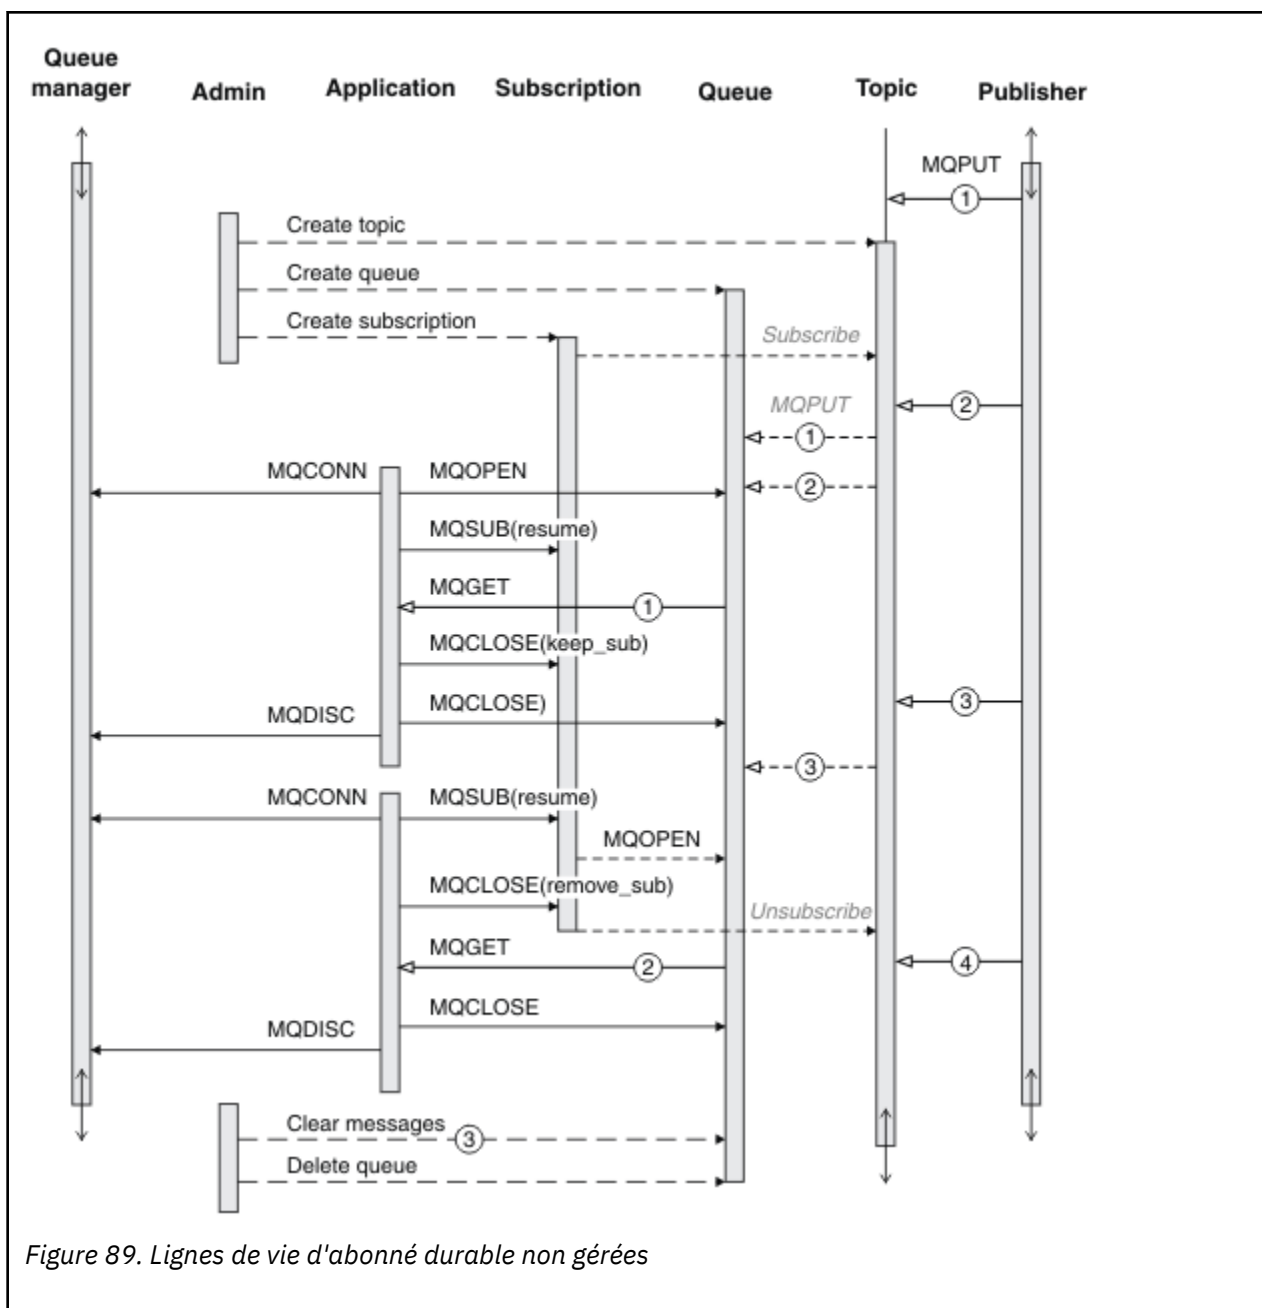 Queue
manager
Admin
Application
Subscription
Queue
Topic
Publisher
MQPUT
1
Create topic
Create queue
Create subscription
Subscribe
2
MQPUT
1
MQCONN
MQOPEN
2
MQSUB(resume)
MQGET
1
MQCLOSE(keep_sub)
3
MQDISC
MQCLOSE)
3
MQCONN
MQSUB(resume)
MQOPEN
MQCLOSE(remove_sub)
Unsubscribe
MQGET
2
4
MQCLOSE
MQDISC
Clear messages
3
Delete queue
Figure 89. Lignes de vie d'abonné durable non gérées